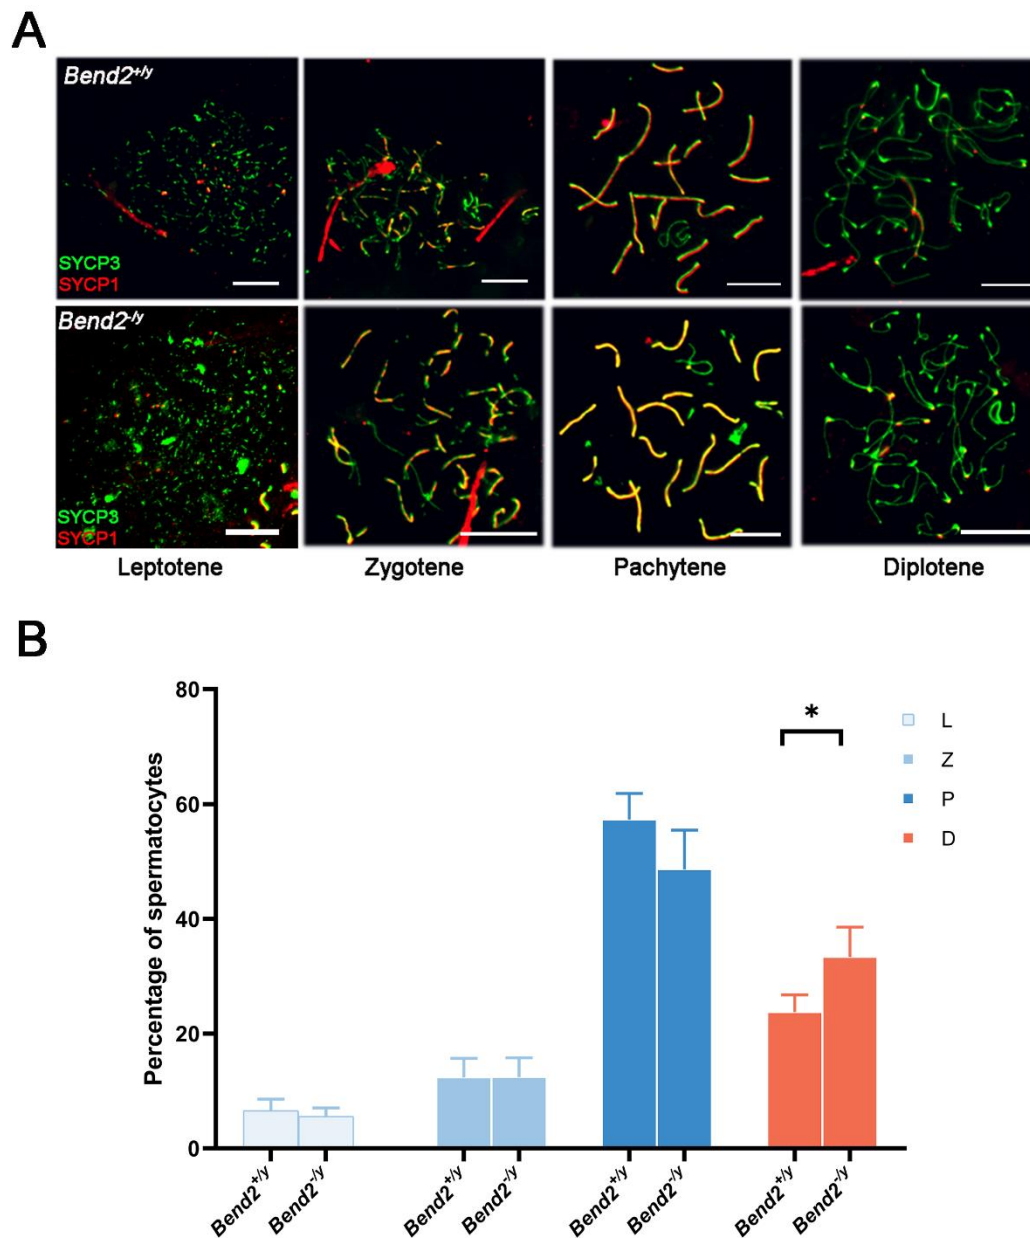 A
Bend2+/y
SYCP3
SYCP1
Bend2-/y
SYCP3
SYCP1
Leptotene Zygotene Pachytene Diplotene
B
Percentage of spermatocytes
80
60
40
20
0
*
L
Z
P
D
Bend2+/y Bend2-/y Bend2+/y Bend2-/y Bend2+/y Bend2-/y Bend2+/y Bend2-/y